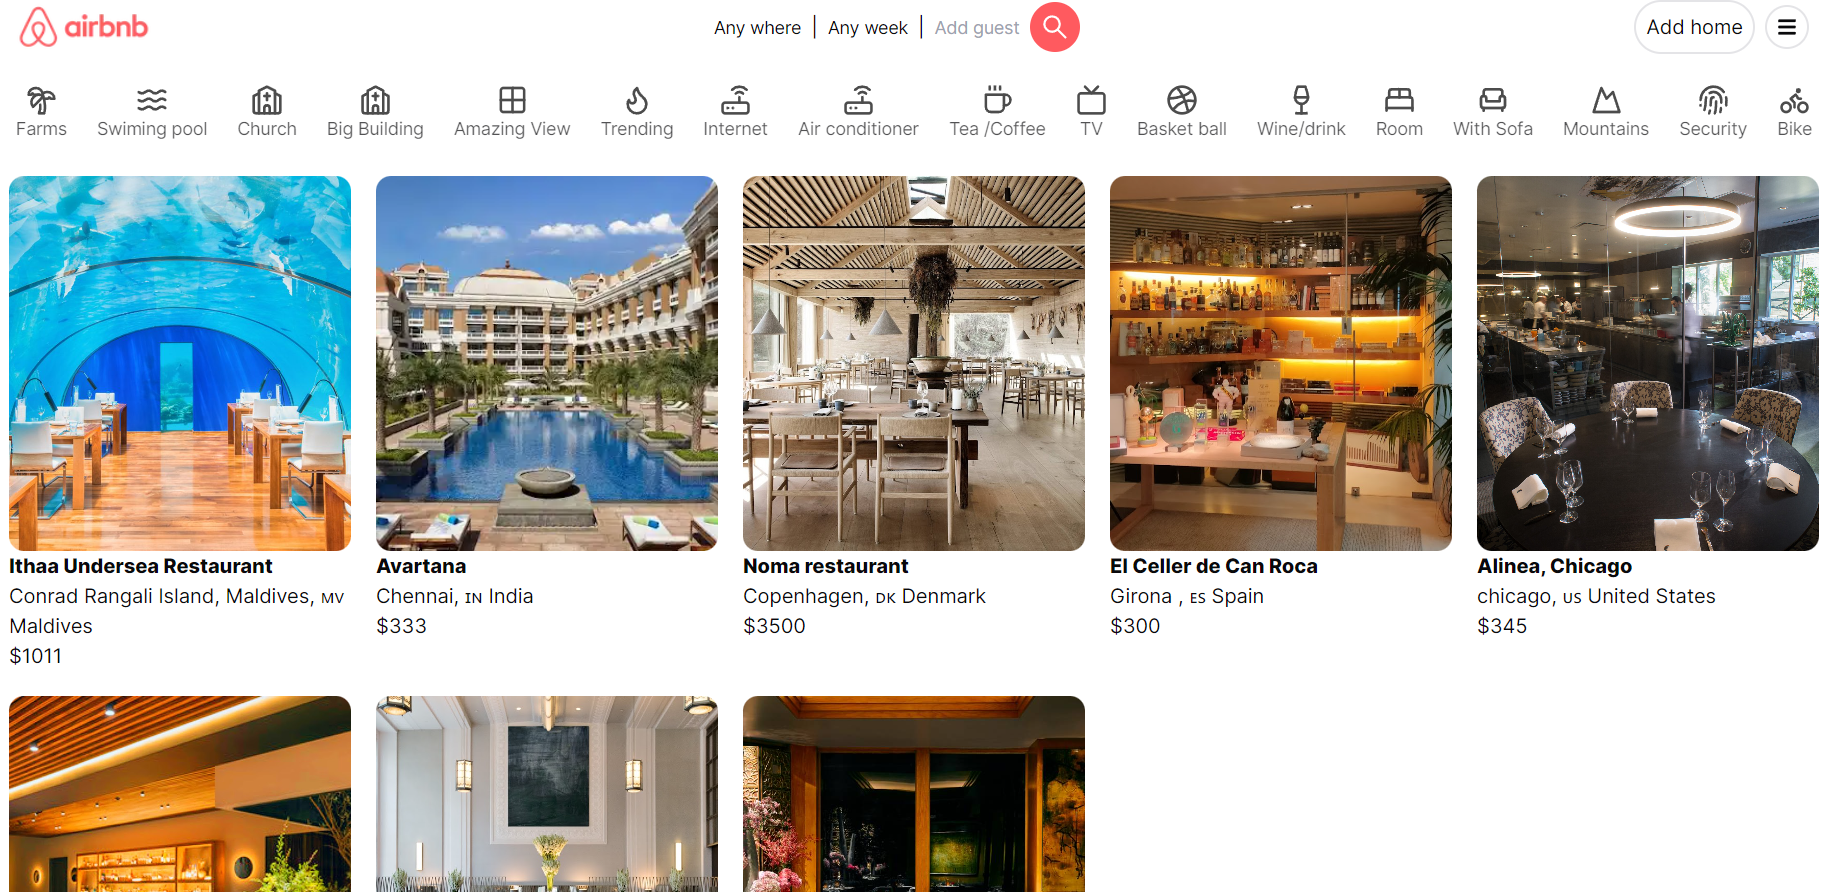 airbnb
Any where | Any week | Add guest
Add home
Farms
Swiming pool
Church
Big Building
Amazing View
Trending
Internet
Air conditioner
Tea /Coffee
TV
Basket ball
Wine/drink
Room
With Sofa
Mountains
Security
Bike
Ithaa Undersea Restaurant
Conrad Rangali Island, Maldives, MV
Maldives
$1011
Avartana
Chennai, IN India
$333
Noma restaurant
Copenhagen, DK Denmark
$3500
El Celler de Can Roca
Girona , ES Spain
$300
Alinea, Chicago
chicago, US United States
$345